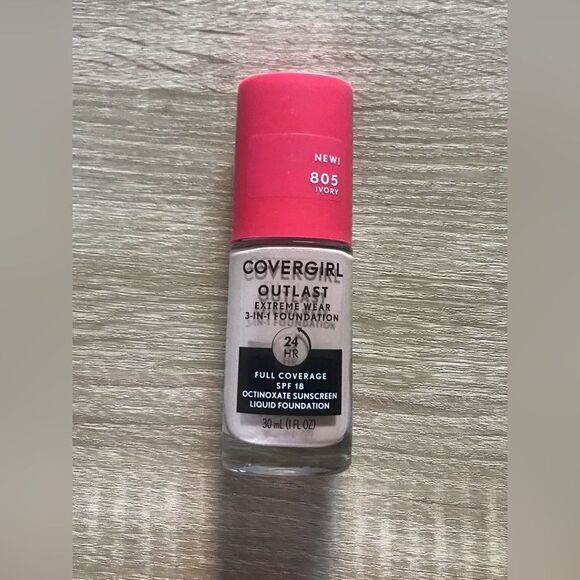 NEW!
805
IVORY
COVERGIRL
OUTLAST
EXTREME WEAR
3-IN-1 FOUNDATION
24
HR
FULL COVERAGE
SPF 18
OCTINOXATE SUNSCREEN
LIQUID FOUNDATION
30 mL (1 FL OZ)